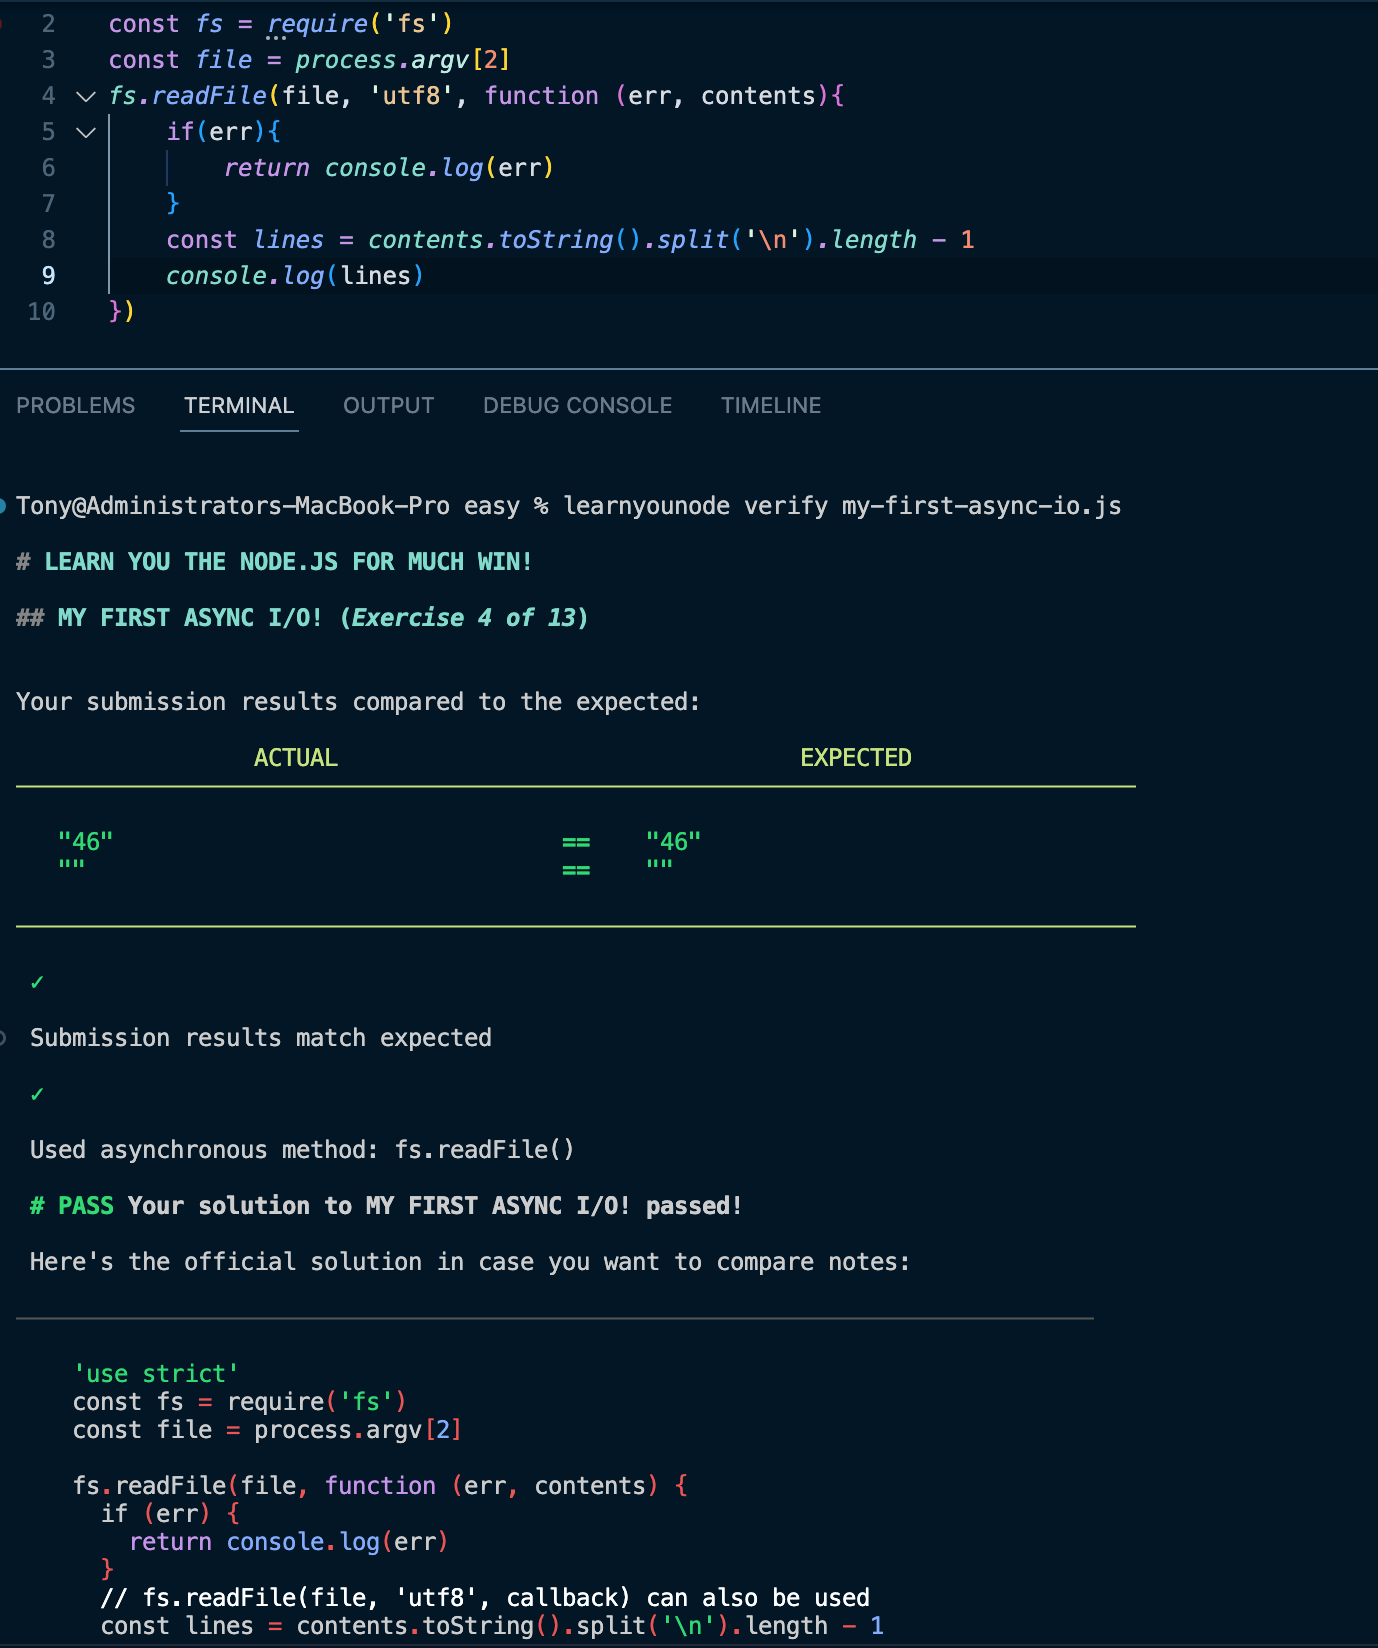 2 const fs = require('fs')
3 const file = process.argv[2]
4 fs.readFile(file, 'utf8', function (err, contents){
5 if(err){
6 return console.log(err)
7 }
8 const lines = contents.toString().split('\n').length - 1
9 console.log(lines)
10 })
PROBLEMS TERMINAL OUTPUT DEBUG CONSOLE TIMELINE
Tony@Administrators-MacBook-Pro easy % learnyounode verify my-first-async-io.js
# LEARN YOU THE NODE.JS FOR MUCH WIN!
## MY FIRST ASYNC I/O! (Exercise 4 of 13)
Your submission results compared to the expected:
ACTUAL EXPECTED
"46" == "46"
"" == ""
✓
Submission results match expected
✓
Used asynchronous method: fs.readFile()
# PASS Your solution to MY FIRST ASYNC I/O! passed!
Here's the official solution in case you want to compare notes:
'use strict'
const fs = require('fs')
const file = process.argv[2]
fs.readFile(file, function (err, contents) {
if (err) {
return console.log(err)
}
// fs.readFile(file, 'utf8', callback) can also be used
const lines = contents.toString().split('\n').length - 1